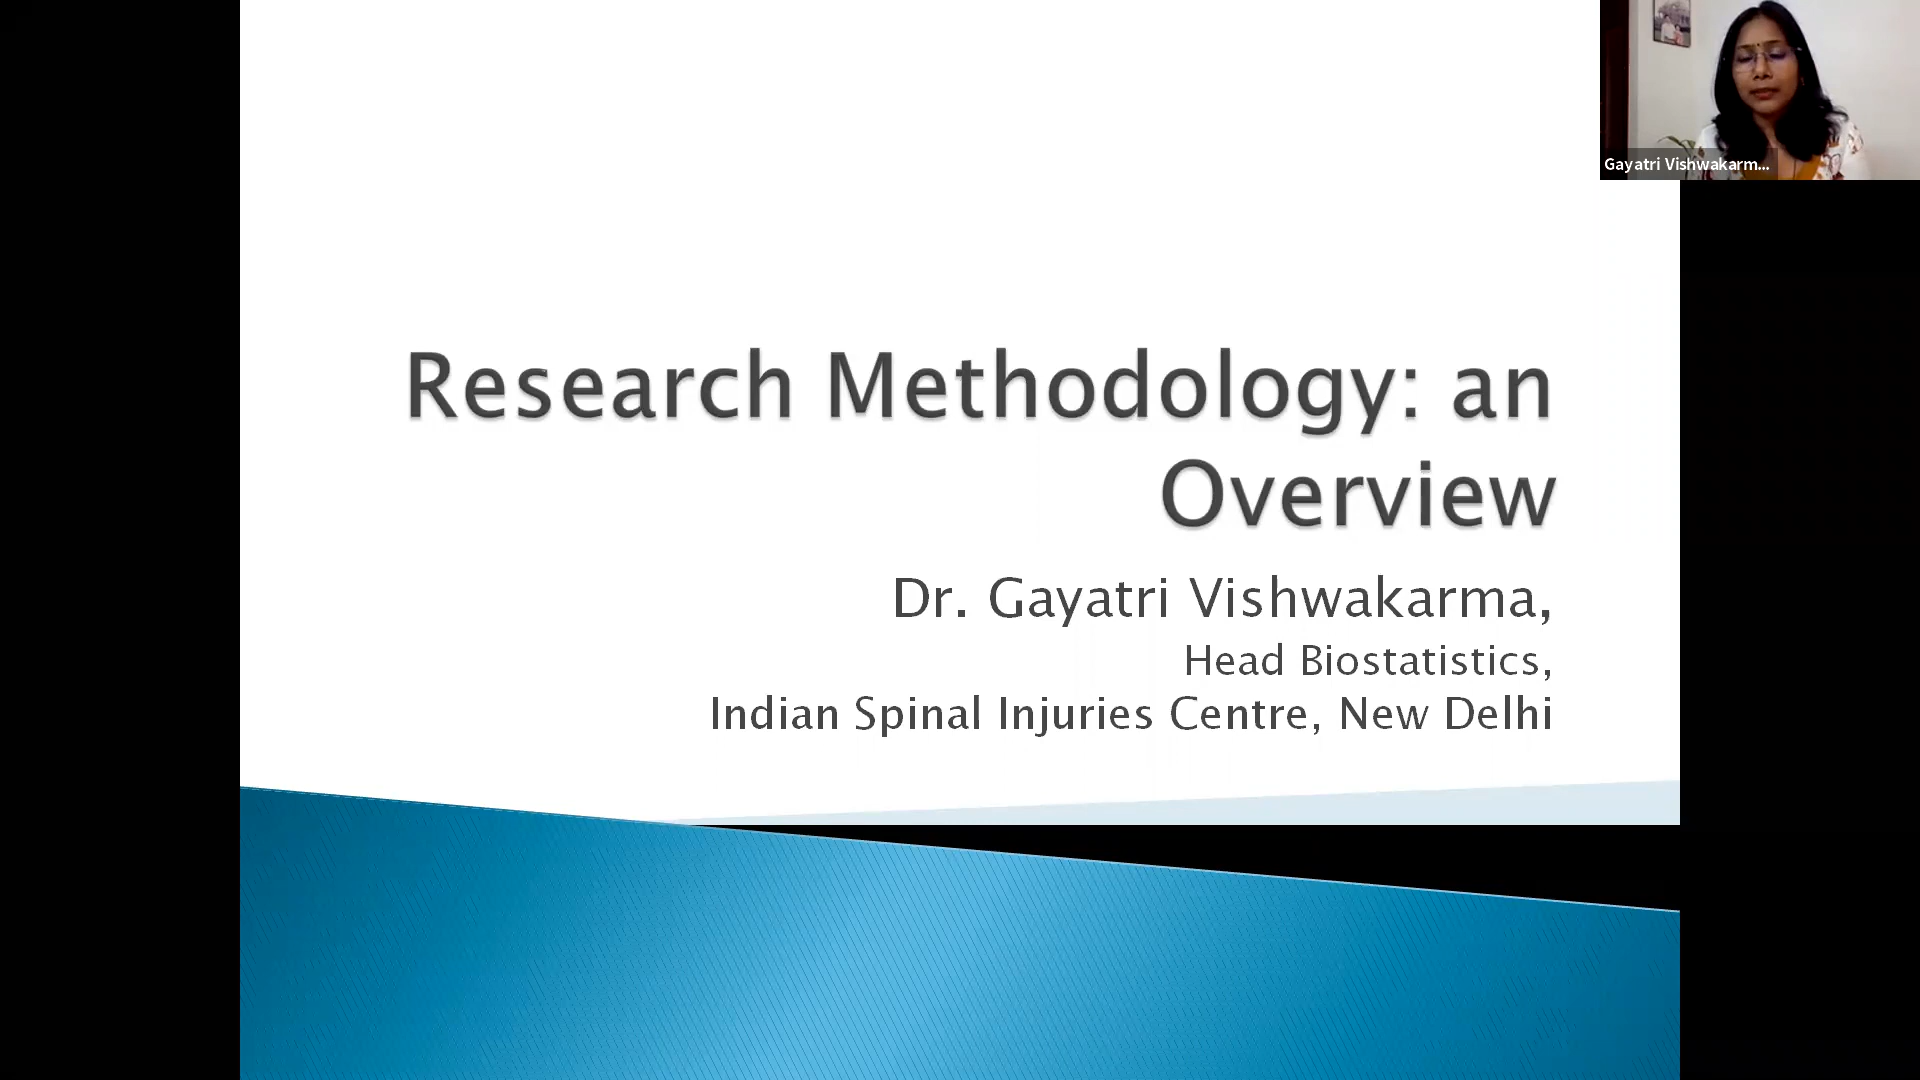 Gayatri Vishwakarm...
Research Methodology: an
Overview
Dr. Gayatri Vishwakarma,
Head Biostatistics,
Indian Spinal Injuries Centre, New Delhi